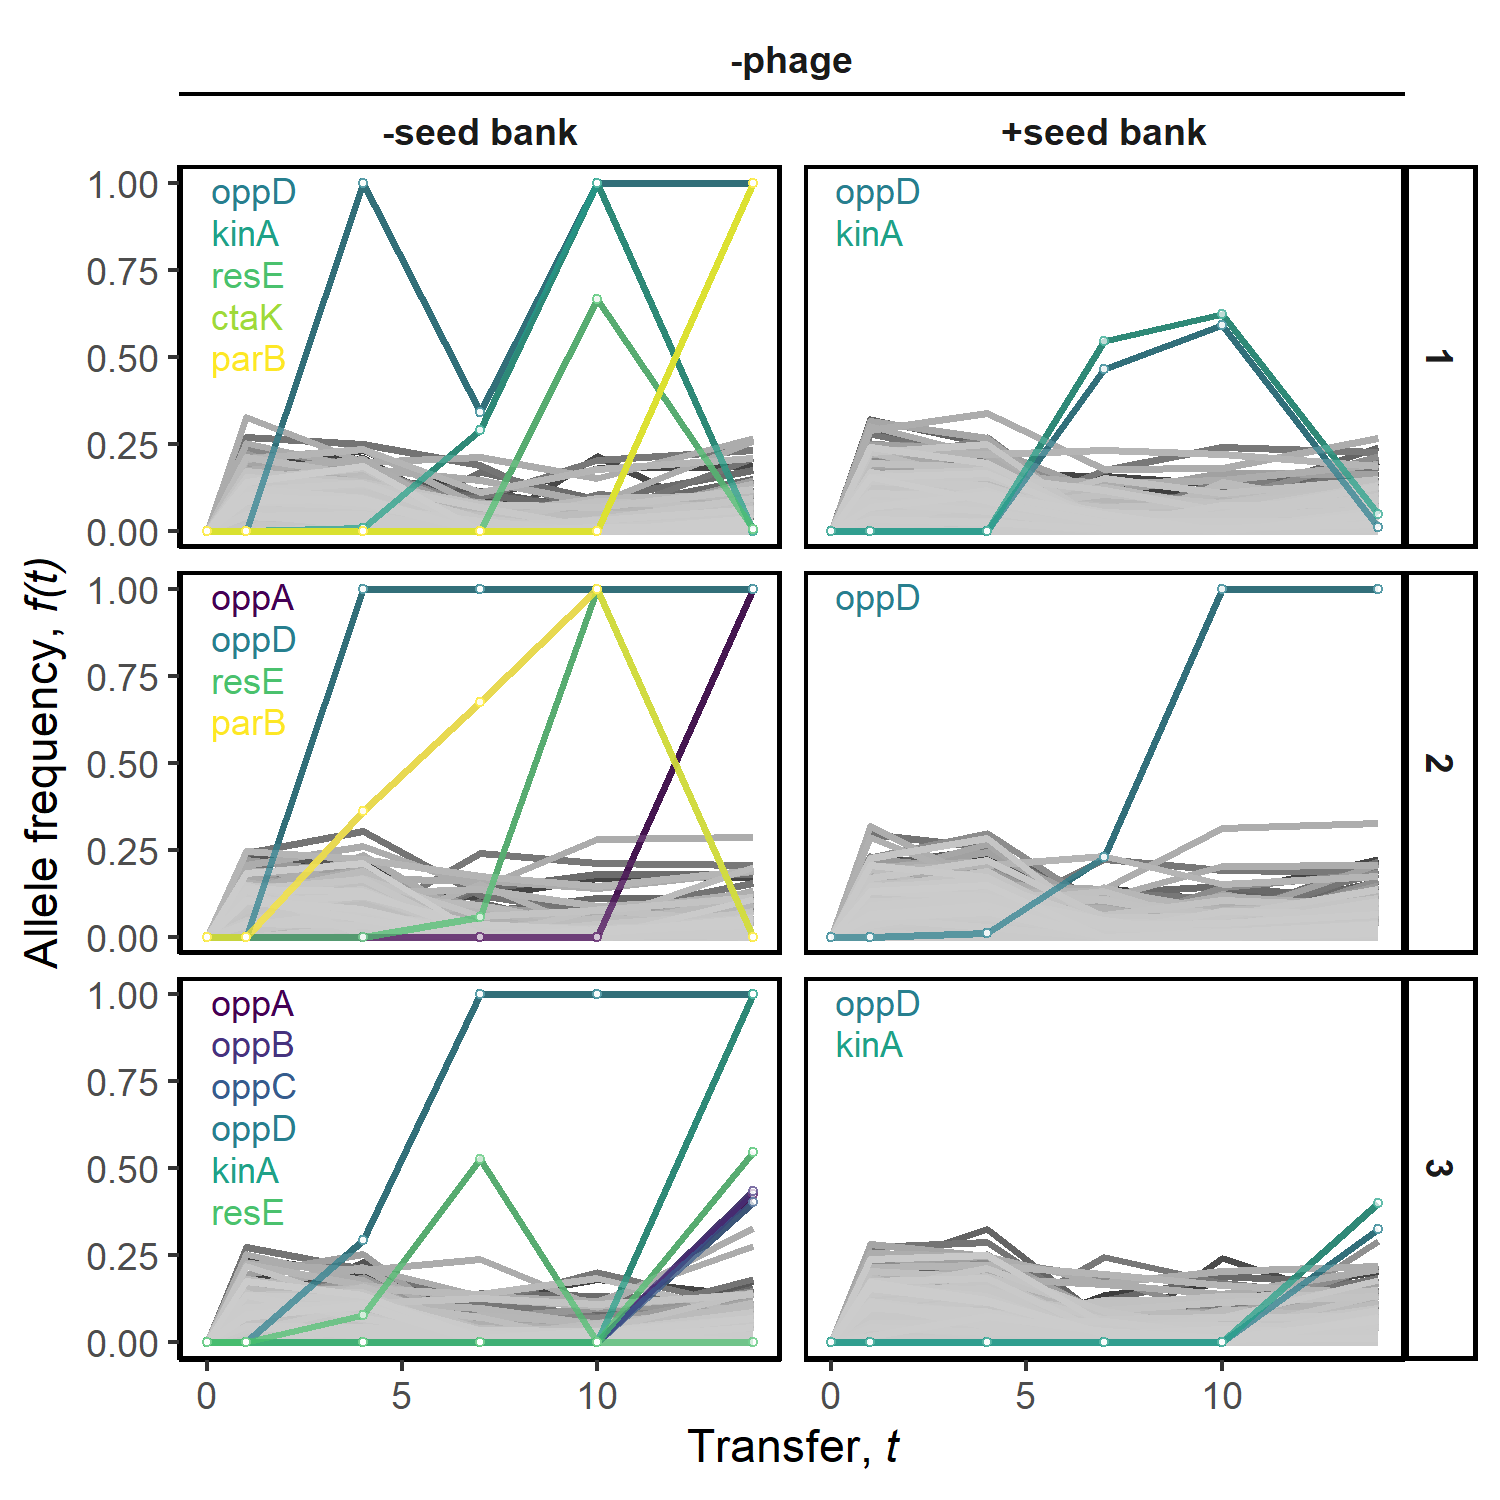 -phage
-seed bank
+seed bank
Allele frequency, f(t)
1.00
0.75
0.50
0.25
0.00
oppD
kinA
resE
ctaK
parB
oppD
kinA
1
1.00
0.75
0.50
0.25
0.00
oppA
oppD
resE
parB
oppD
2
1.00
0.75
0.50
0.25
0.00
oppA
oppB
oppC
oppD
kinA
resE
oppD
kinA
3
0 5 10
0 5 10
Transfer, t